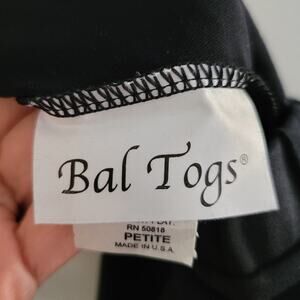 Bal Togs®
RN 50818
PETITE
MADE IN U.S.A.